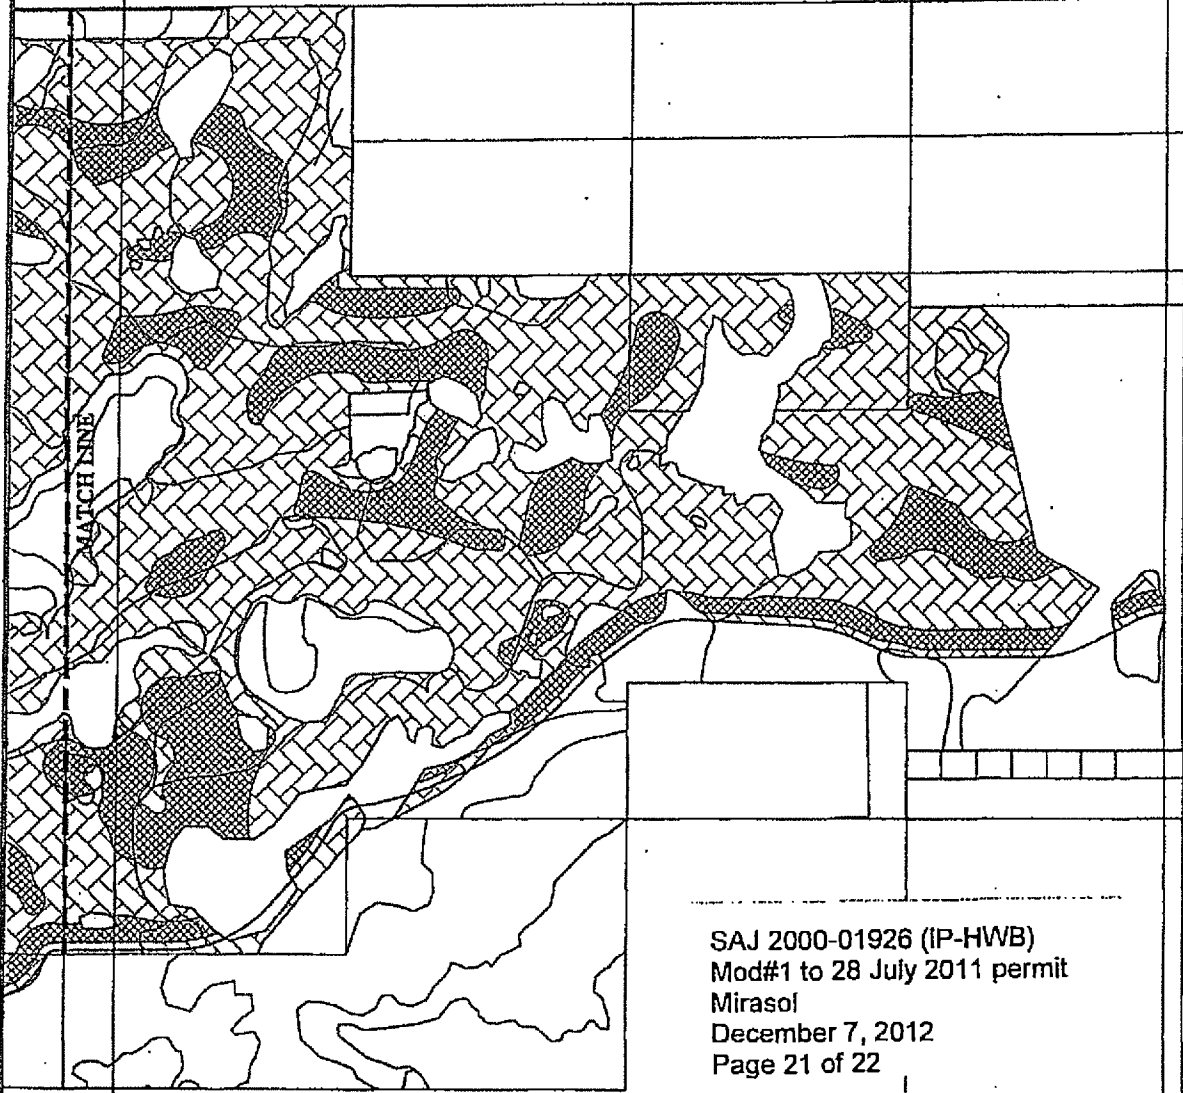 MATCH LINE
SAJ 2000-01926 (IP-HWB)
Mod#1 to 28 July 2011 permit
Mirasol
December 7, 2012
Page 21 of 22